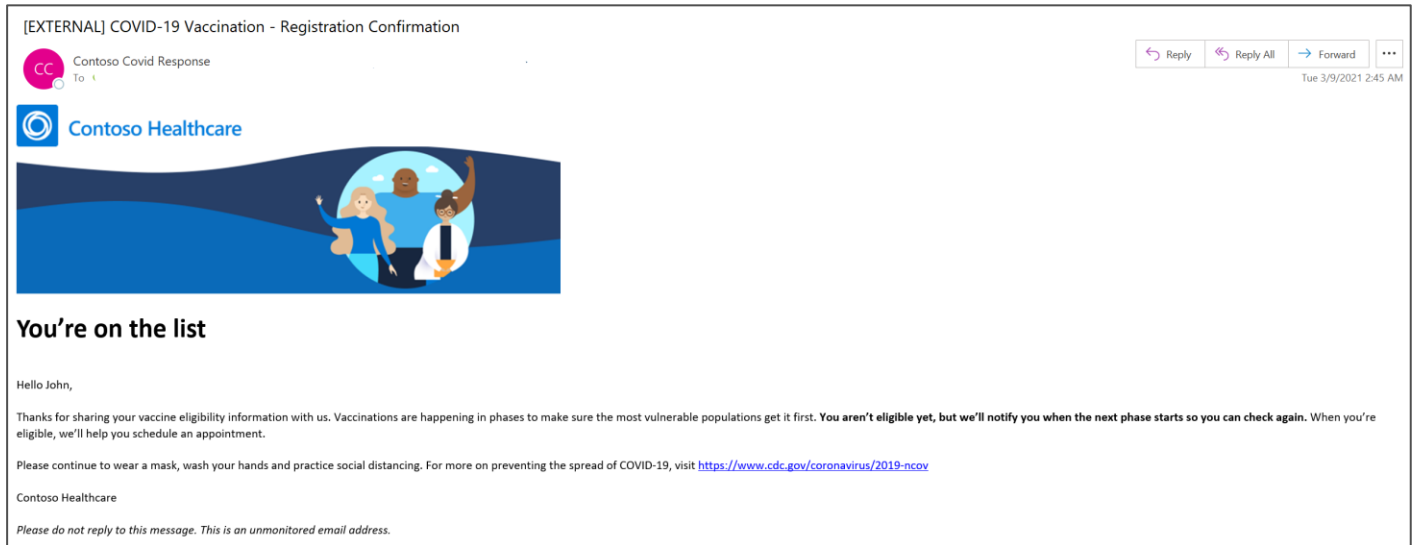 [EXTERNAL] COVID-19 Vaccination - Registration Confirmation
CC
Contoso Covid Response
To
Reply
Reply All
Forward
Tue 3/9/2021 2:45 AM
Contoso Healthcare
You're on the list
Hello John,
Thanks for sharing your vaccine eligibility information with us. Vaccinations are happening in phases to make sure the most vulnerable populations get it first. You aren't eligible yet, but we'll notify you when the next phase starts so you can check again. When you're
eligible, we'll help you schedule an appointment.
Please continue to wear a mask, wash your hands and practice social distancing. For more on preventing the spread of COVID-19, visit https://www.cdc.gov/coronavirus/2019-ncov
Contoso Healthcare
Please do not reply to this message. This is an unmonitored email address.